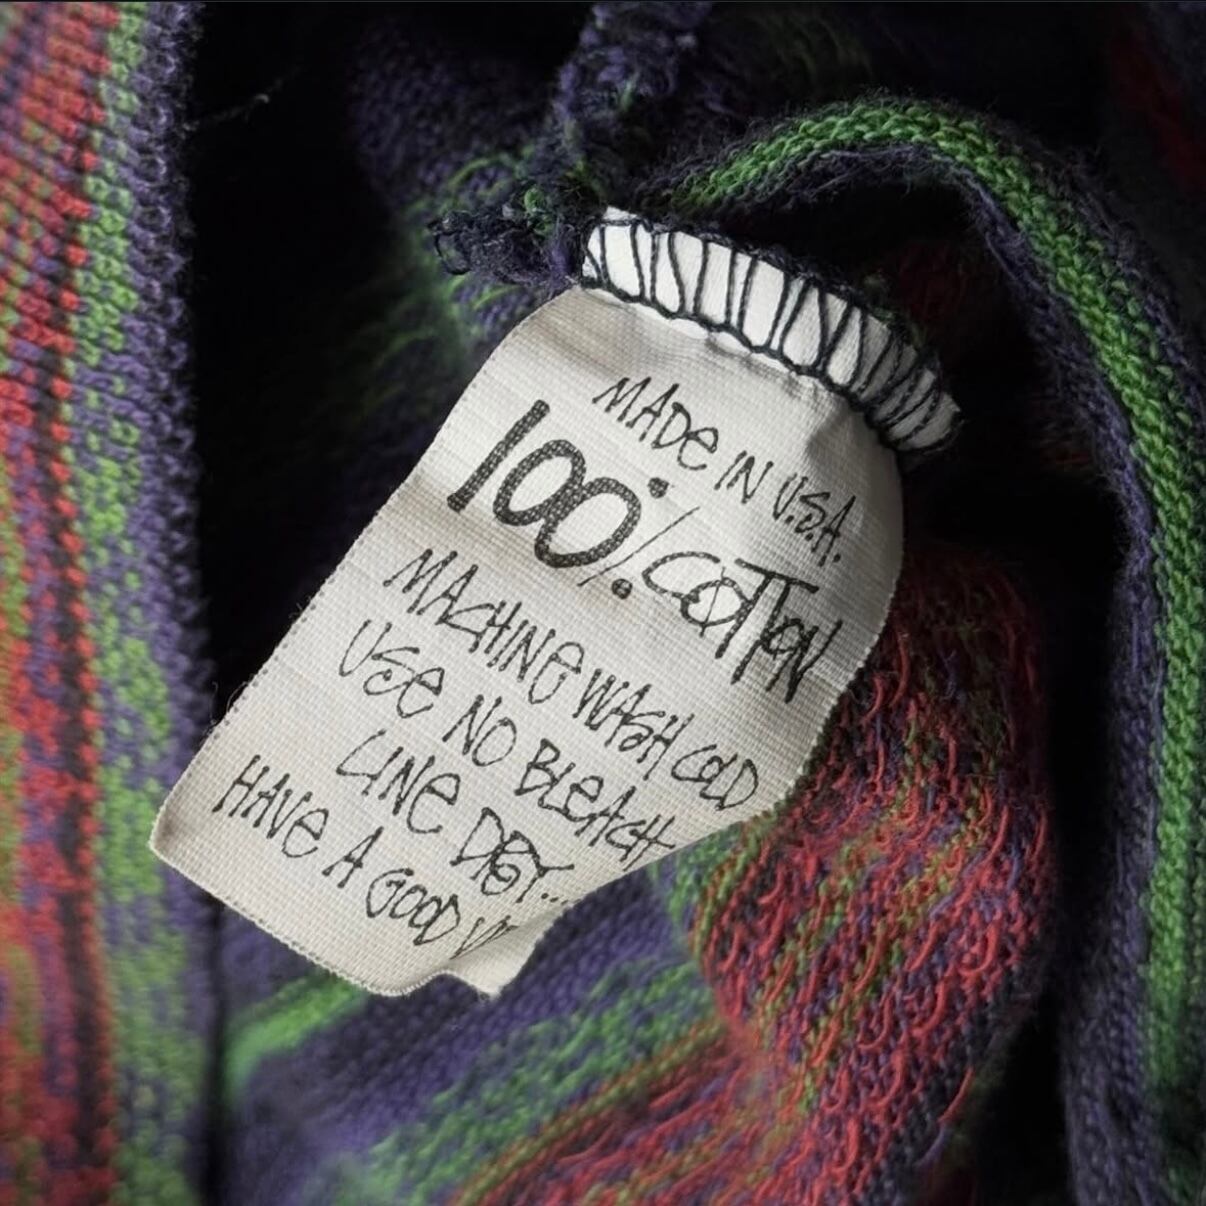 MADE IN U.S.A.
100% COTTON
MACHINE WASH COLD
USE NO BLEACH
LINE DRY...
HAVE A GOOD